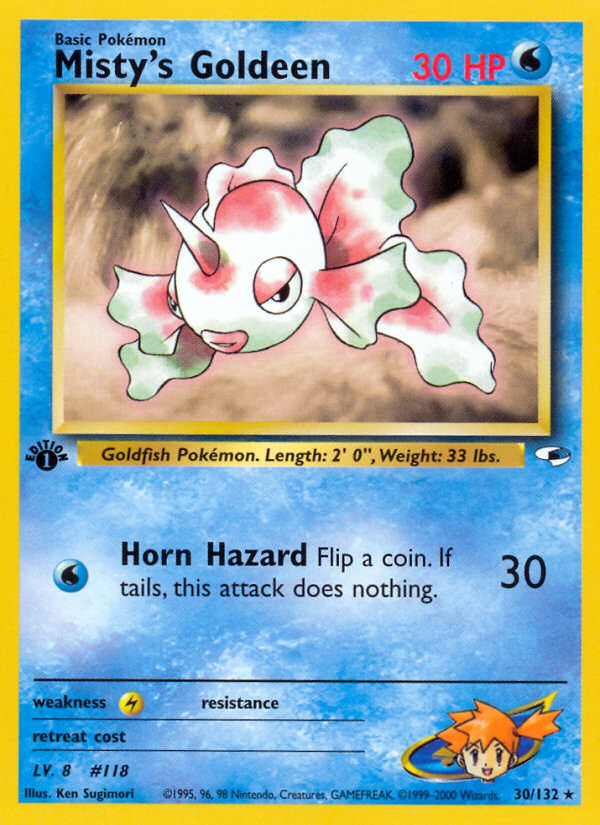 Basic Pokémon
Misty's Goldeen 30 HP
EDITION
1
Goldfish Pokémon. Length: 2' 0", Weight: 33 lbs.
Horn Hazard Flip a coin. If
tails, this attack does nothing.
30
weakness resistance
retreat cost
LV. 8 #118
Illus. Ken Sugimori ©1995, 96, 98 Nintendo, Creatures, GAMEFREAK. ©1999-2000 Wizards. 30/132 ★